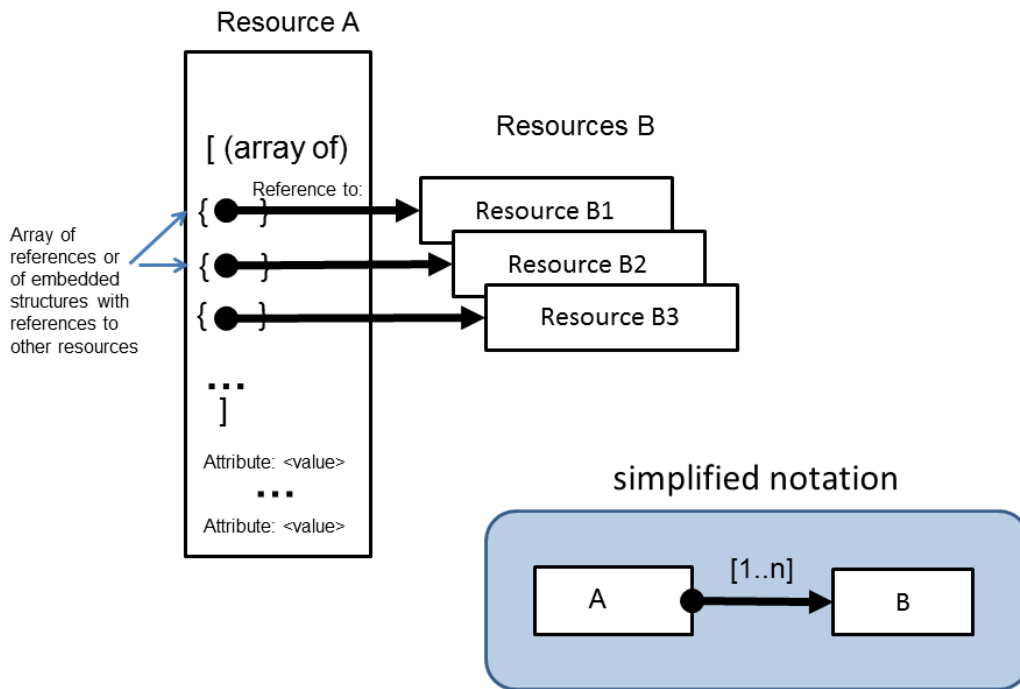 Resource A
Resources B
[ (array of)
Reference to:
{ }
Resource B1
{ }
Resource B2
{ }
Resource B3
Array of
references or
of embedded
structures with
references to
other resources
...
]
Attribute: <value>
...
Attribute: <value>
simplified notation
[1..n]
A
B